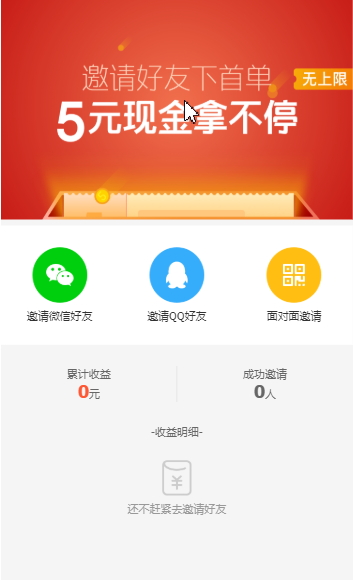 邀请好友下首单
无上限
5元现金拿不停
邀请微信好友
邀请QQ好友
面对面邀请
累计收益
成功邀请
0元
0人
-收益明细-
还不赶紧去邀请好友